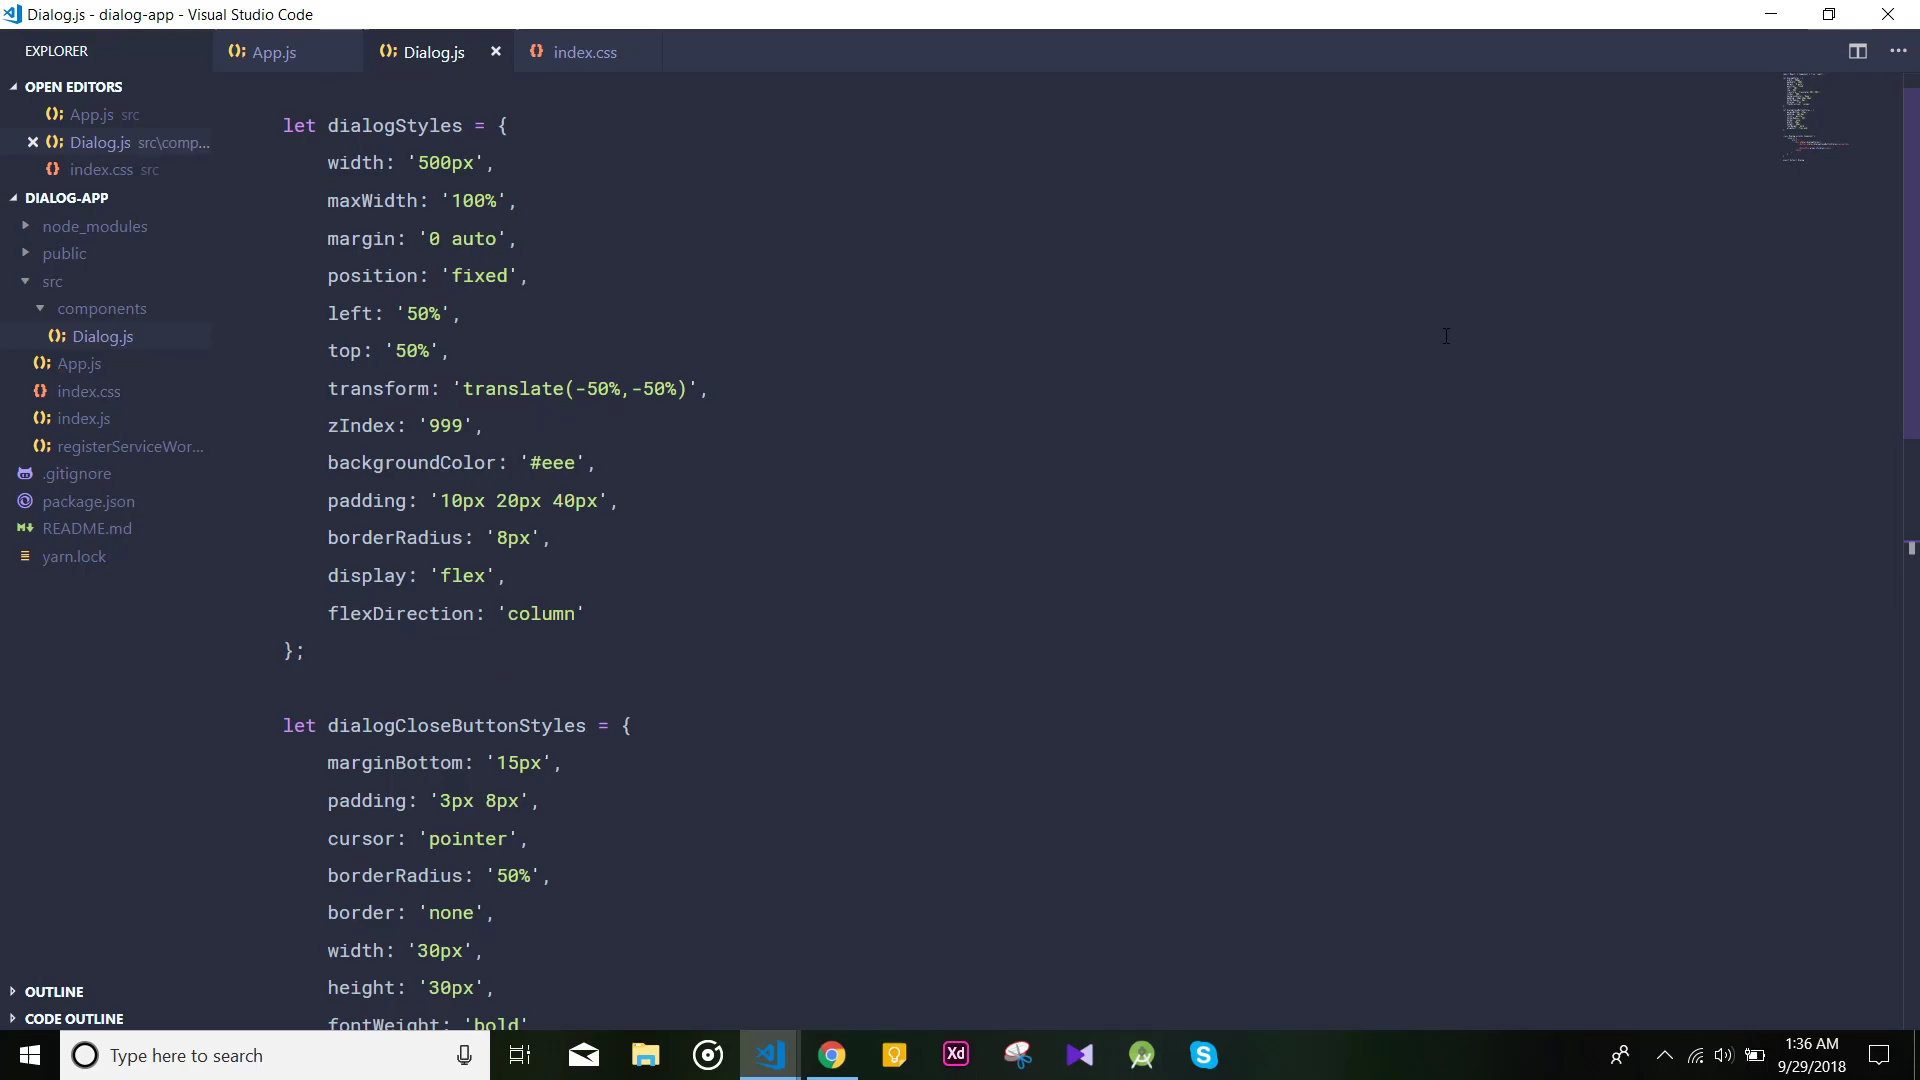 Dialog.js - dialog-app - Visual Studio Code
EXPLORER
App.js
Dialog.js
index.css
OPEN EDITORS
App.js src
Dialog.js src\comp...
index.css src
DIALOG-APP
node_modules
public
src
components
Dialog.js
App.js
index.css
index.js
registerServiceWor...
.gitignore
package.json
README.md
yarn.lock
OUTLINE
CODE OUTLINE
let dialogStyles = {
width: '500px',
maxWidth: '100%',
margin: '0 auto',
position: 'fixed',
left: '50%',
top: '50%',
transform: 'translate(-50%,-50%)',
zIndex: '999',
backgroundColor: '#eee',
padding: '10px 20px 40px',
borderRadius: '8px',
display: 'flex',
flexDirection: 'column'
};
let dialogCloseButtonStyles = {
marginBottom: '15px',
padding: '3px 8px',
cursor: 'pointer',
borderRadius: '50%',
border: 'none',
width: '30px',
height: '30px',
fontWeight: 'bold'
Type here to search
Xd
1:36 AM
9/29/2018